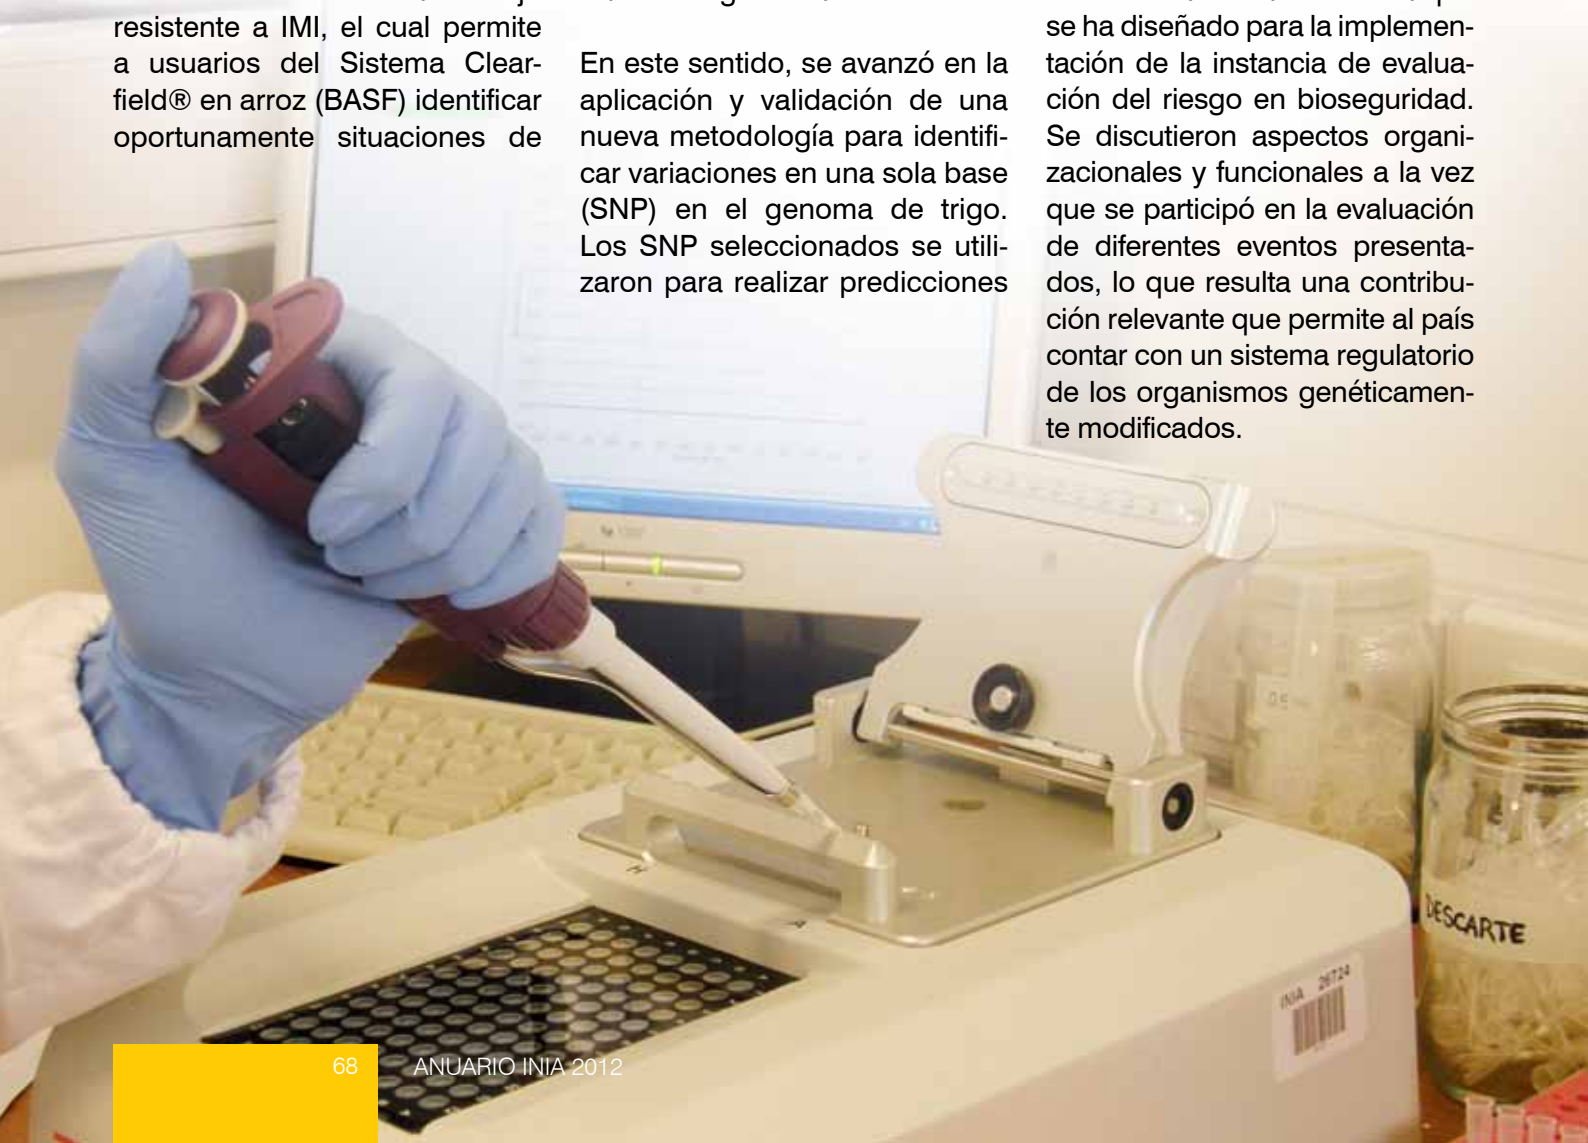 resistente a IMI, el cual permite
a usuarios del Sistema Clear-
field® en arroz (BASF) identificar
oportunamente situaciones de
En este sentido, se avanzó en la
aplicación y validación de una
nueva metodología para identifi-
car variaciones en una sola base
(SNP) en el genoma de trigo.
Los SNP seleccionados se utili-
zaron para realizar predicciones
se ha diseñado para la implemen-
tación de la instancia de evalua-
ción del riesgo en bioseguridad.
Se discutieron aspectos organi-
zacionales y funcionales a la vez
que se participó en la evaluación
de diferentes eventos presenta-
dos, lo que resulta una contribu-
ción relevante que permite al país
contar con un sistema regulatorio
de los organismos genéticamen-
te modificados.
0.5
H
A
DESCARTE
INIA 26724
68 ANUARIO INIA 2012